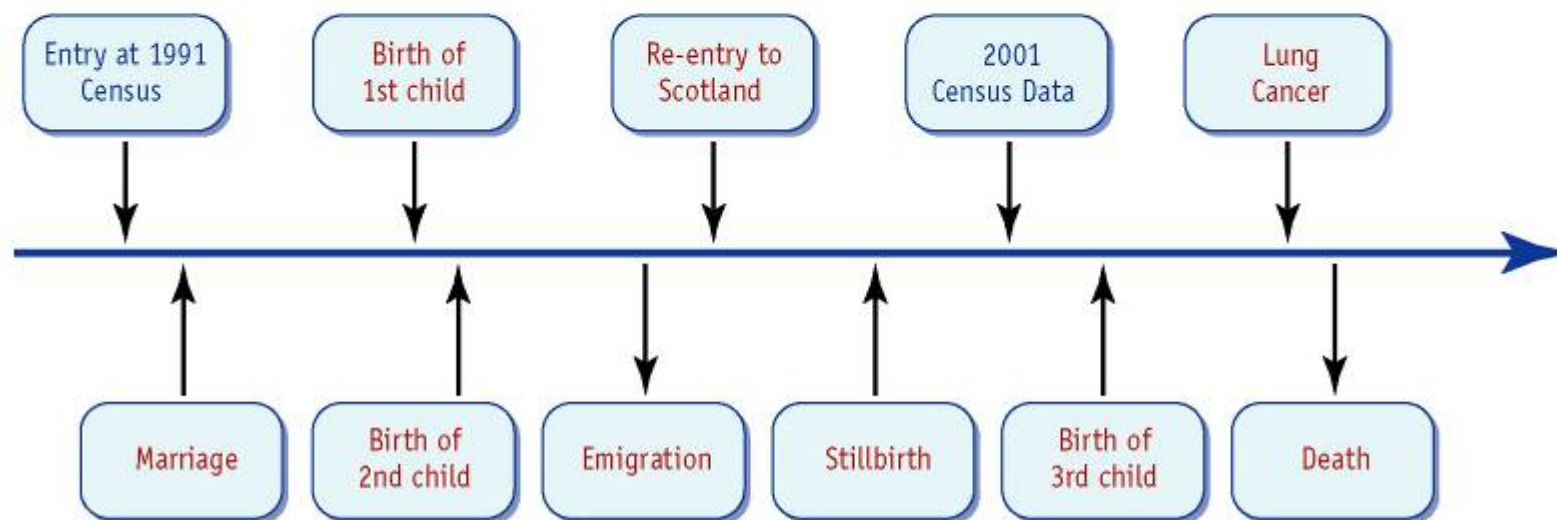 Entry at 1991
Census
Birth of
1st child
Re-entry to
Scotland
2001
Census Data
Lung
Cancer
Marriage
Birth of
2nd child
Emigration
Stillbirth
Birth of
3rd child
Death